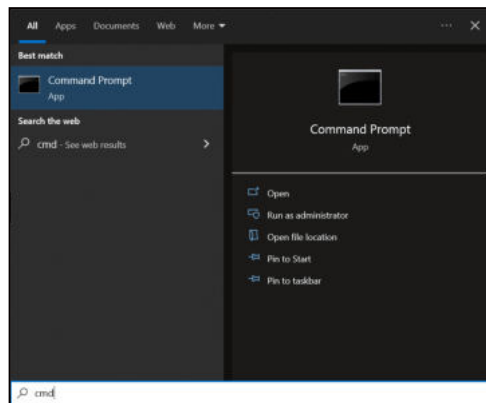 All Apps Documents Web More
Best match
Command Prompt
App
Search the web
cmd - See web results
Command Prompt
App
Open
Run as administrator
Open file location
Pin to Start
Pin to taskbar
cmd